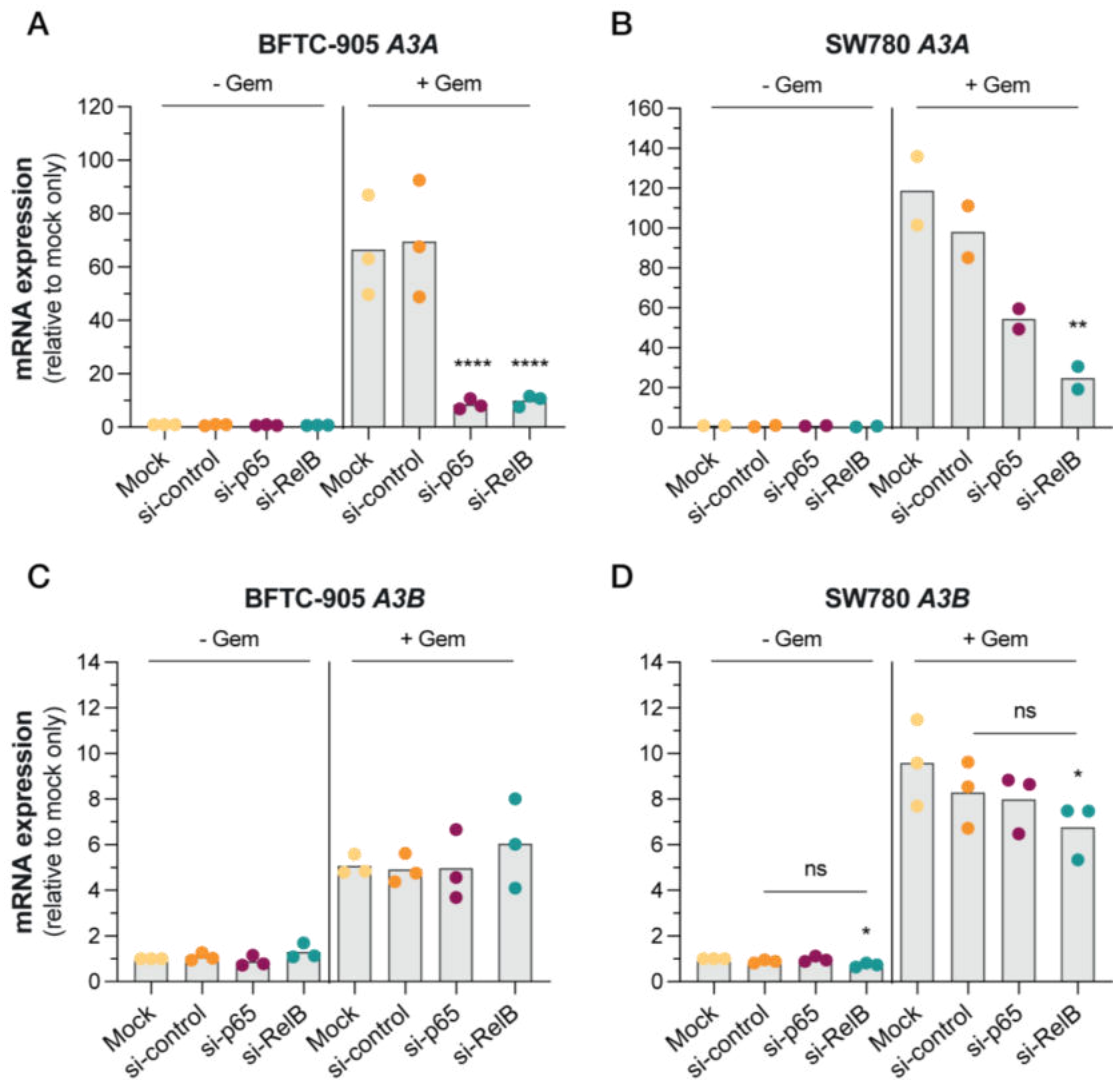 A
BFTC-905 A3A
- Gem
+ Gem
mRNA expression
(relative to mock only)
120
100
80
60
40
20
0
**** ****
Mock
si-control
si-p65
si-RelB
Mock
si-control
si-p65
si-RelB
B
SW780 A3A
- Gem
+ Gem
160
140
120
100
80
60
40
20
0
**
Mock
si-control
si-p65
si-RelB
Mock
si-control
si-p65
si-RelB
C
BFTC-905 A3B
- Gem
+ Gem
mRNA expression
(relative to mock only)
14
12
10
8
6
4
2
0
Mock
si-control
si-p65
si-RelB
Mock
si-control
si-p65
si-RelB
D
SW780 A3B
- Gem
+ Gem
14
12
10
8
6
4
2
0
ns
*
ns
*
Mock
si-control
si-p65
si-RelB
Mock
si-control
si-p65
si-RelB